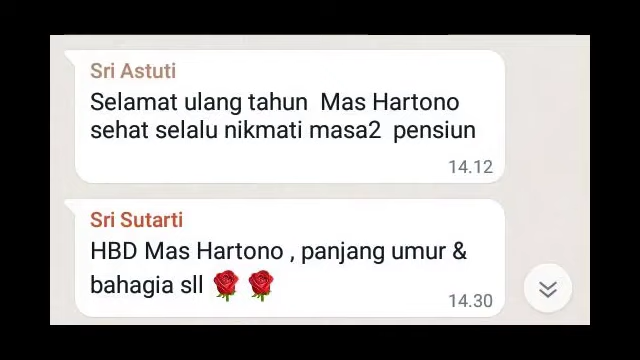 Sri Astuti
Selamat ulang tahun Mas Hartono
sehat selalu nikmati masa2 pensiun
14.12
Sri Sutarti
HBD Mas Hartono , panjang umur &
bahagia sll 🌹 🌹
14.30